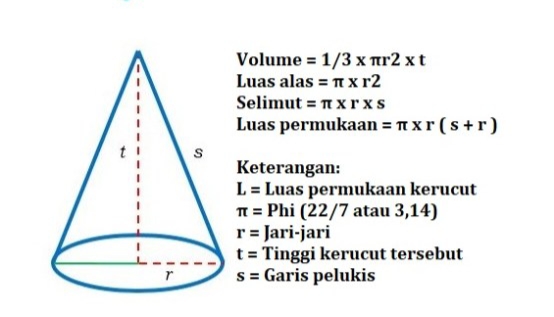 Volume = 1/3 x πr2 x t
Luas alas = π x r2
Selimut = π x r x s
Luas permukaan = π x r ( s + r )
t
s
r
Keterangan:
L = Luas permukaan kerucut
π = Phi (22/7 atau 3,14)
r = Jari-jari
t = Tinggi kerucut tersebut
s = Garis pelukis